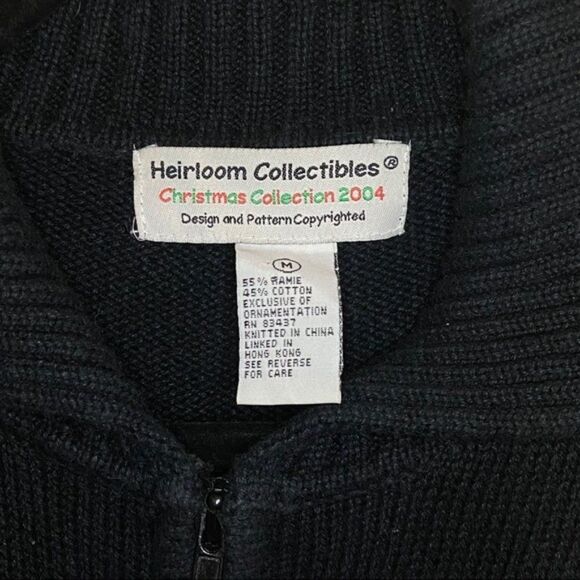 Heirloom Collectibles®
Christmas Collection 2004
Design and Pattern Copyrighted
M
55% RAMIE
45% COTTON
EXCLUSIVE OF
ORNAMENTATION
RN 83437
KNITTED IN CHINA
LINKED IN
HONG KONG
SEE REVERSE
FOR CARE